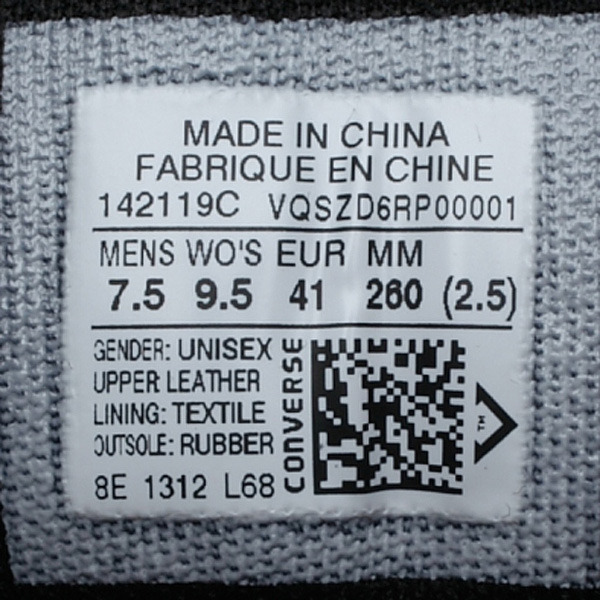 MADE IN CHINA
FABRIQUE EN CHINE
142119C VQSZD6RP00001
MENS WO'S EUR MM
7.5 9.5 41 260 (2.5)
GENDER: UNISEX
UPPER LEATHER
LINING: TEXTILE
OUTSOLE: RUBBER
8E 1312 L68
CONVERSE
TM